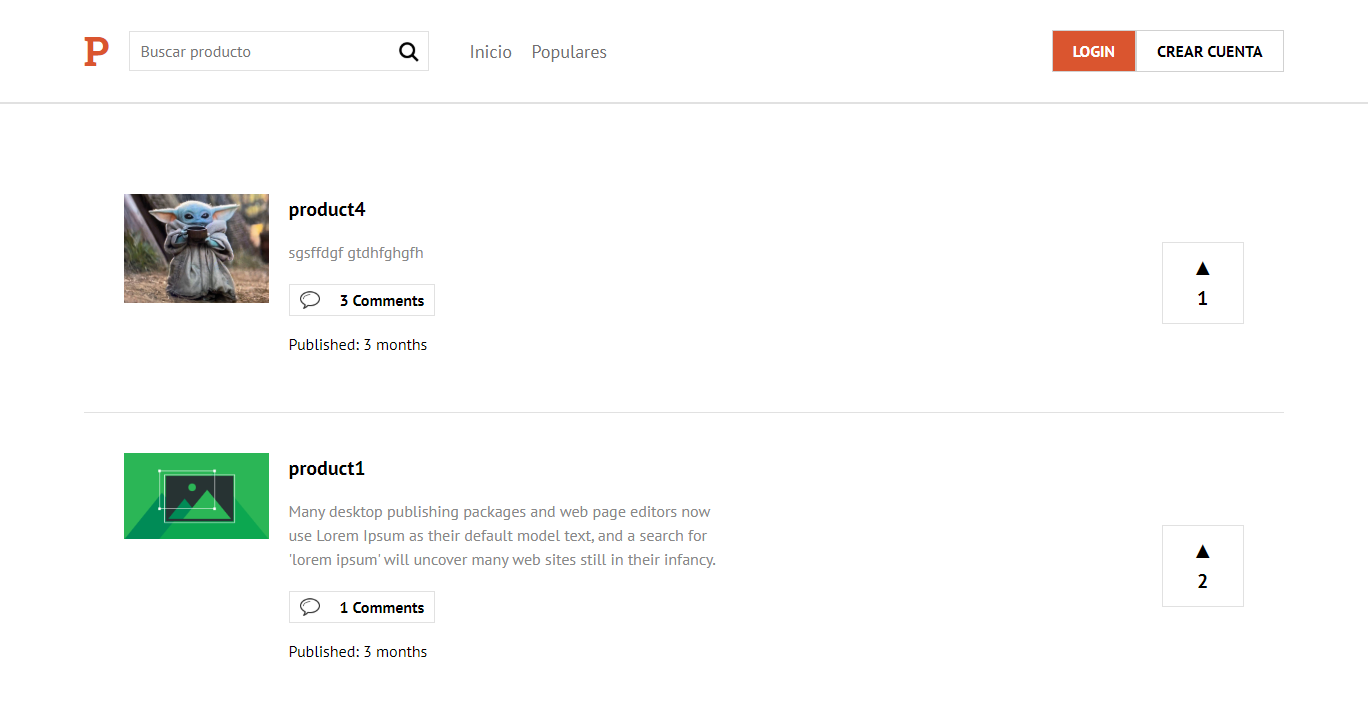 P
Buscar producto
Inicio
Populares
LOGIN
CREAR CUENTA
product4
sgsffdgf gtdhfghgfh
3 Comments
Published: 3 months
▲
1
product1
Many desktop publishing packages and web page editors now
use Lorem Ipsum as their default model text, and a search for
'lorem ipsum' will uncover many web sites still in their infancy.
1 Comments
Published: 3 months
▲
2